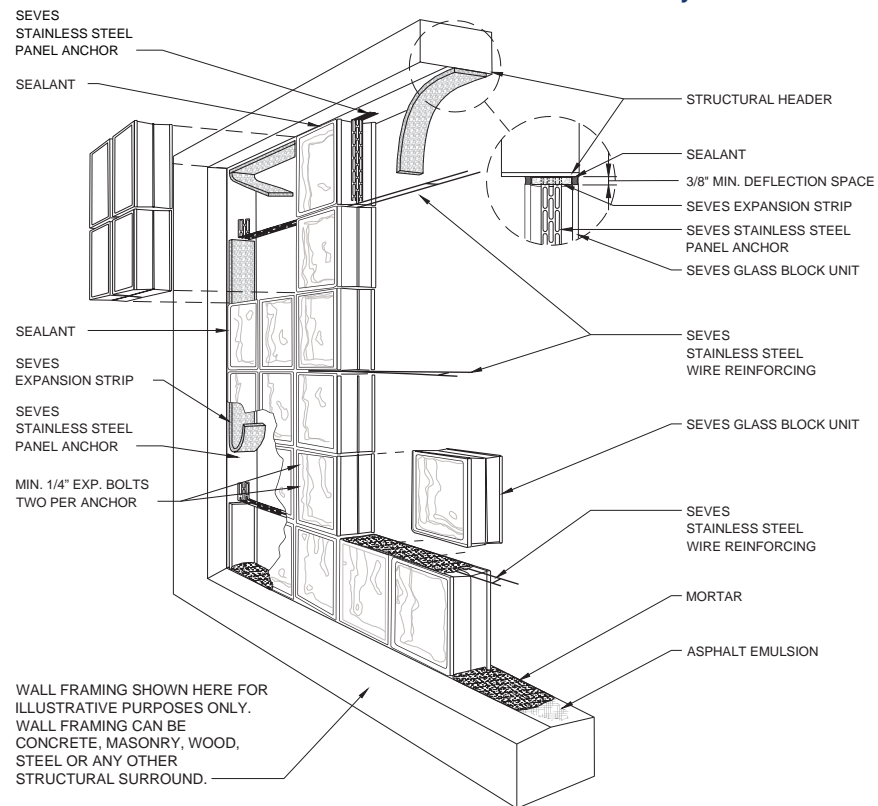 SEVES
STAINLESS STEEL
PANEL ANCHOR
SEALANT
SEALANT
SEVES
EXPANSION STRIP
SEVES
STAINLESS STEEL
PANEL ANCHOR
MIN. 1/4" EXP. BOLTS
TWO PER ANCHOR
WALL FRAMING SHOWN HERE FOR
ILLUSTRATIVE PURPOSES ONLY.
WALL FRAMING CAN BE
CONCRETE, MASONRY, WOOD,
STEEL OR ANY OTHER
STRUCTURAL SURROUND.
STRUCTURAL HEADER
SEALANT
3/8" MIN. DEFLECTION SPACE
SEVES EXPANSION STRIP
SEVES STAINLESS STEEL
PANEL ANCHOR
SEVES GLASS BLOCK UNIT
SEVES
STAINLESS STEEL
WIRE REINFORCING
SEVES GLASS BLOCK UNIT
SEVES
STAINLESS STEEL
WIRE REINFORCING
MORTAR
ASPHALT EMULSION